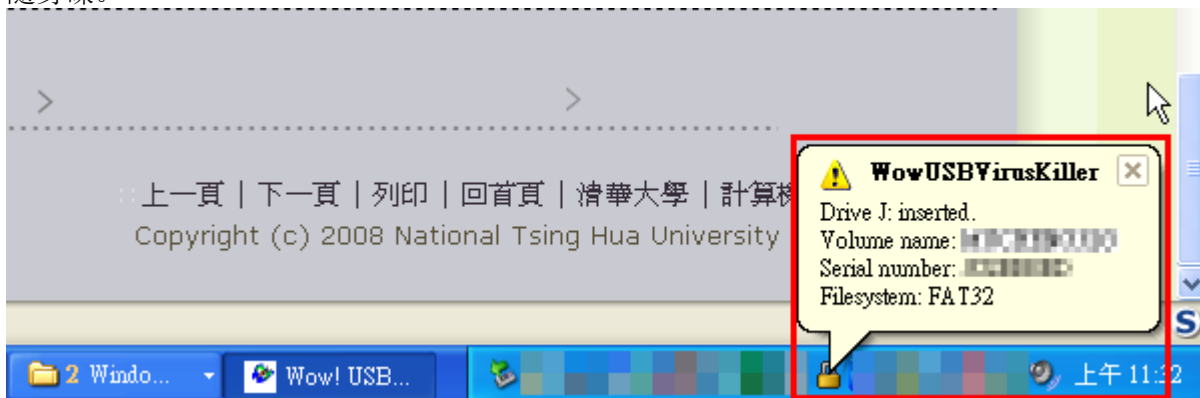 上一頁 | 下一頁 | 列印 | 回首頁 | 清華大學 | 計算機
Copyright (c) 2008 National Tsing Hua University
WowUSBVirusKiller
Drive J: inserted.
Volume name:
Serial number:
Filesystem: FAT32
2 Windo...
Wow! USB...
上午 11:32